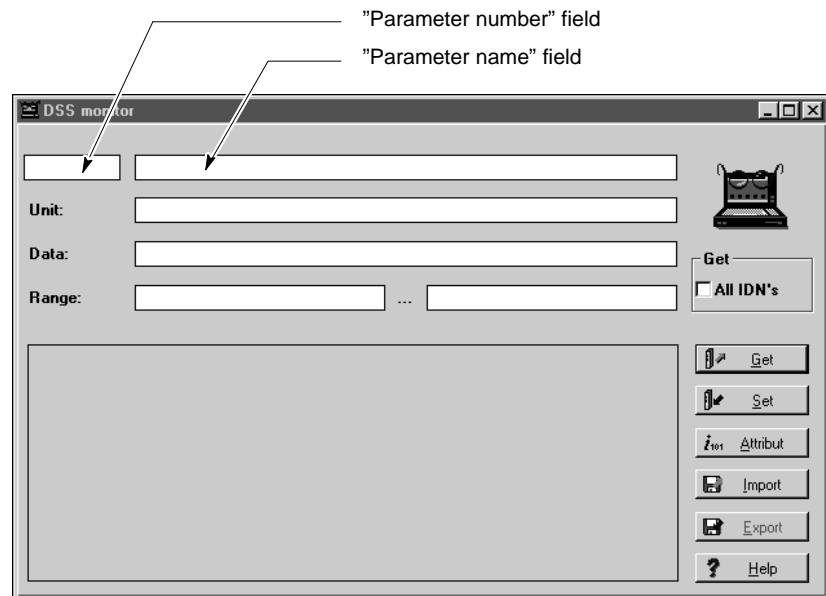 ”Parameter number” field
”Parameter name” field
DSS monitor
Unit:
Data:
Get
All IDN's
Range:
...
Get
Set
i101 Attribut
Import
Export
? Help